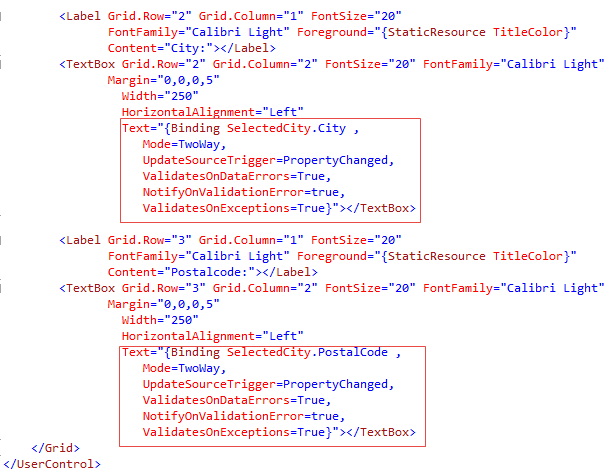 <Label Grid.Row="2" Grid.Column="1" FontSize="20"
FontFamily="Calibri Light" Foreground="{StaticResource TitleColor}"
Content="City:"></Label>
<TextBox Grid.Row="2" Grid.Column="2" FontSize="20" FontFamily="Calibri Light"
Margin="0,0,0,5"
Width="250"
HorizontalAlignment="Left"
Text="{Binding SelectedCity.City ,
Mode=TwoWay,
UpdateSourceTrigger=PropertyChanged,
ValidatesOnDataErrors=True,
NotifyOnValidationError=true,
ValidatesOnExceptions=True}"></TextBox>
<Label Grid.Row="3" Grid.Column="1" FontSize="20"
FontFamily="Calibri Light" Foreground="{StaticResource TitleColor}"
Content="Postalcode:"></Label>
<TextBox Grid.Row="3" Grid.Column="2" FontSize="20" FontFamily="Calibri Light"
Margin="0,0,0,5"
Width="250"
HorizontalAlignment="Left"
Text="{Binding SelectedCity.PostalCode ,
Mode=TwoWay,
UpdateSourceTrigger=PropertyChanged,
ValidatesOnDataErrors=True,
NotifyOnValidationError=true,
ValidatesOnExceptions=True}"></TextBox>
</Grid>
</UserControl>